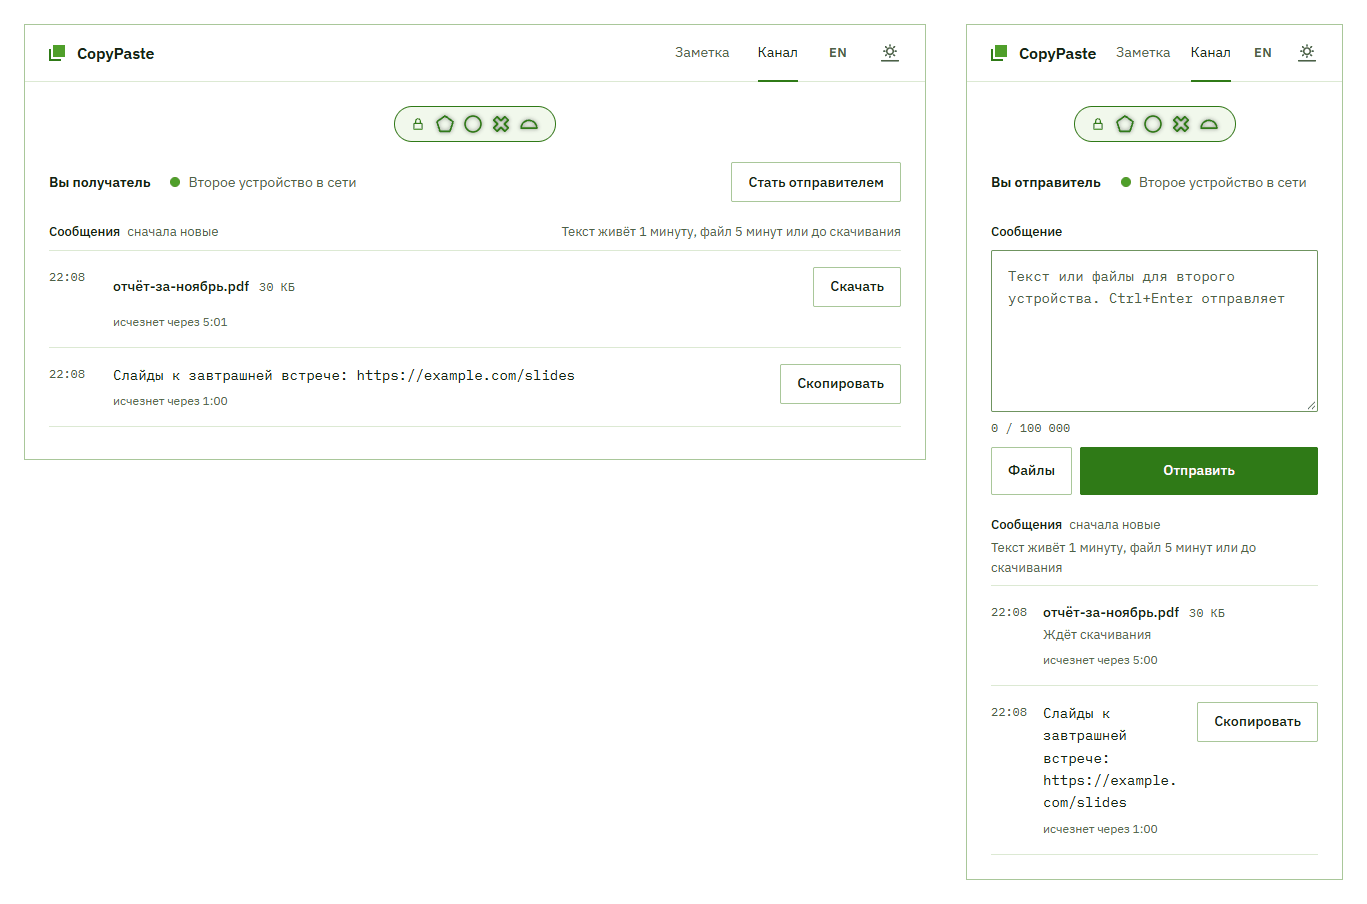 CopyPaste
Заметка
Канал
EN
Вы получатель
Второе устройство в сети
Стать отправителем
Сообщения сначала новые
Текст живёт 1 минуту, файл 5 минут или до скачивания
22:08
отчёт-за-ноябрь.pdf 30 КБ
Скачать
исчезнет через 5:01
22:08
Слайды к завтрашней встрече: https://example.com/slides
Скопировать
исчезнет через 1:00
CopyPaste
Заметка
Канал
EN
Вы отправитель
Второе устройство в сети
Сообщение
Текст или файлы для второго
устройства. Ctrl+Enter отправляет
0 / 100 000
Файлы
Отправить
Сообщения сначала новые
Текст живёт 1 минуту, файл 5 минут или до
скачивания
22:08
отчёт-за-ноябрь.pdf 30 КБ
Ждёт скачивания
исчезнет через 5:00
22:08
Слайды к
завтрашней
встрече:
https://example.
com/slides
Скопировать
исчезнет через 1:00